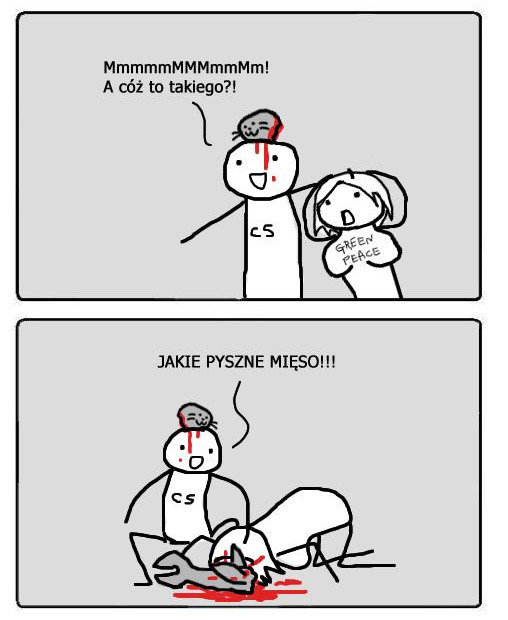 MmmmmMMMmmMm!
A cóż to takiego?!
CS
GREEN
PEACE
JAKIE PYSZNE MIĘSO!!!
CS